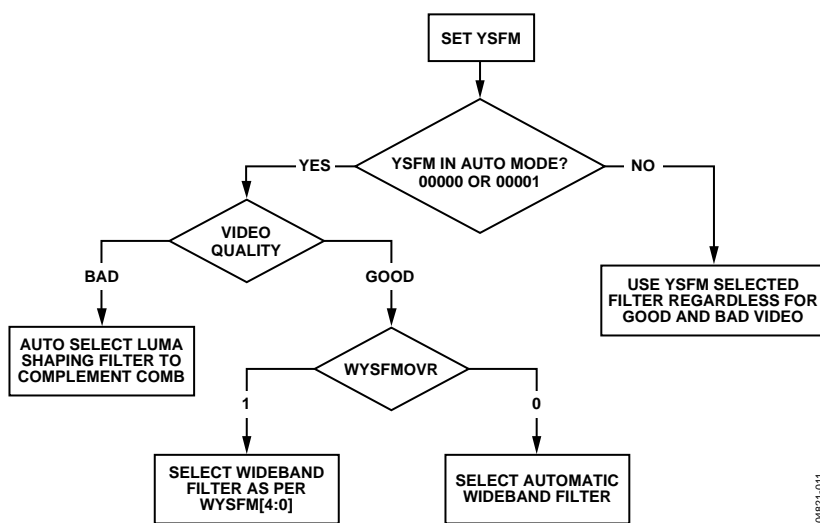 SET YSFM
YSFM IN AUTO MODE?
00000 OR 00001
YES
NO
VIDEO
QUALITY
BAD
GOOD
USE YSFM SELECTED
FILTER REGARDLESS FOR
GOOD AND BAD VIDEO
AUTO SELECT LUMA
SHAPING FILTER TO
COMPLEMENT COMB
WYSFMOVR
1
0
SELECT WIDEBAND
FILTER AS PER
WYSFM[4:0]
SELECT AUTOMATIC
WIDEBAND FILTER
04821-011